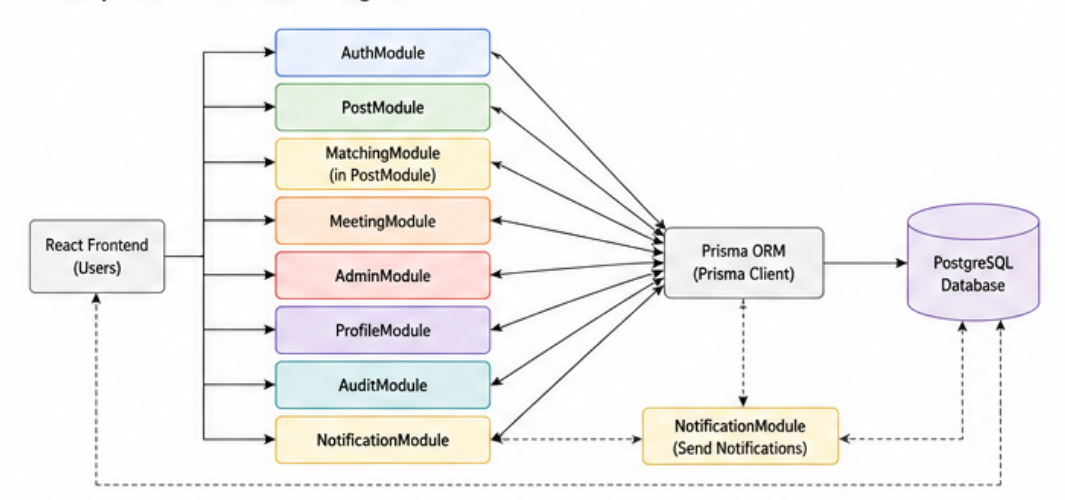 AuthModule
PostModule
MatchingModule
(in PostModule)
MeetingModule
React Frontend
(Users)
AdminModule
Prisma ORM
(Prisma Client)
PostgreSQL
Database
ProfileModule
AuditModule
NotificationModule
NotificationModule
(Send Notifications)